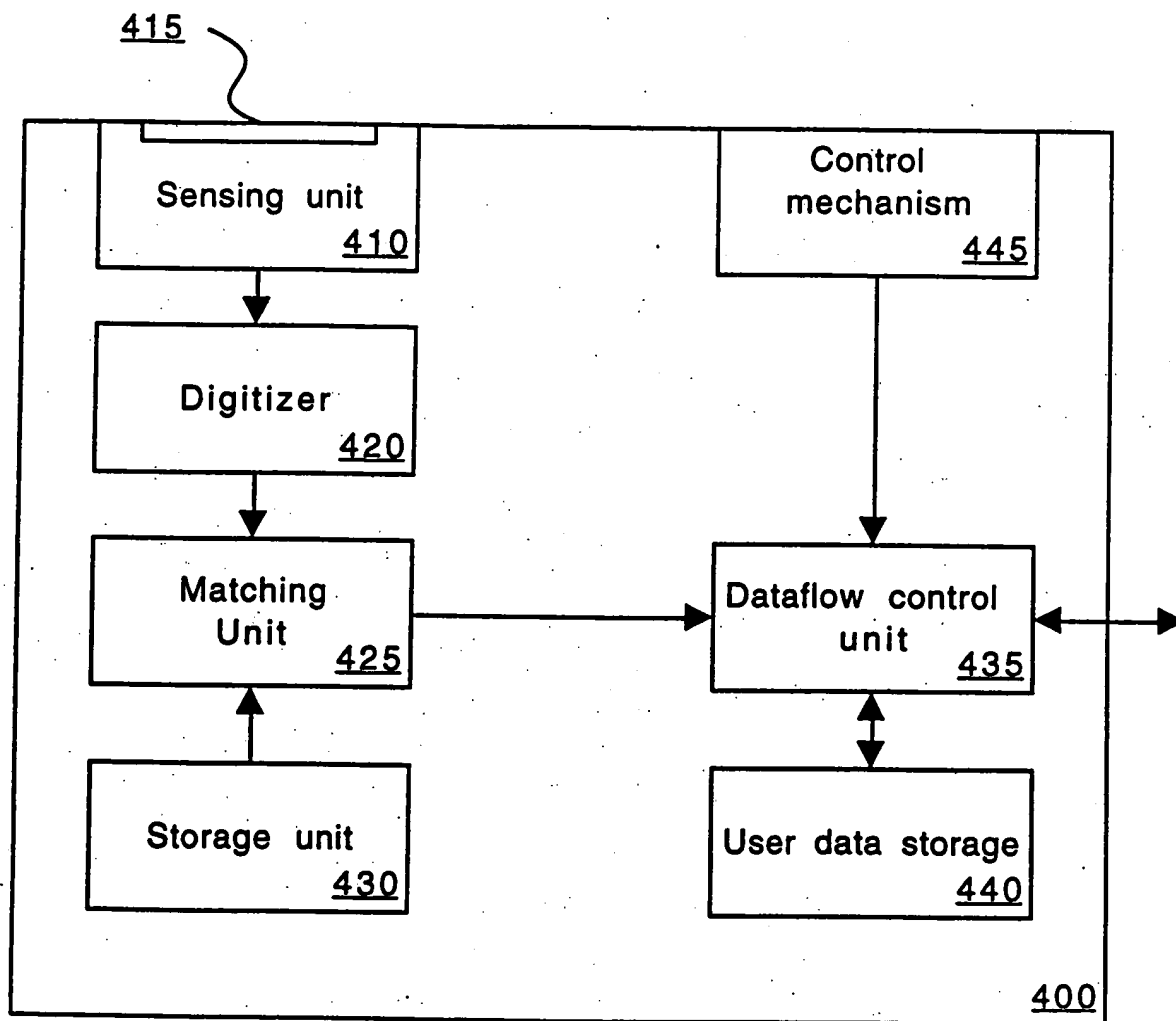 415
Sensing unit
410
Control
mechanism
445
Digitizer
420
Matching
Unit
425
Dataflow control
unit
435
Storage unit
430
User data storage
440
400